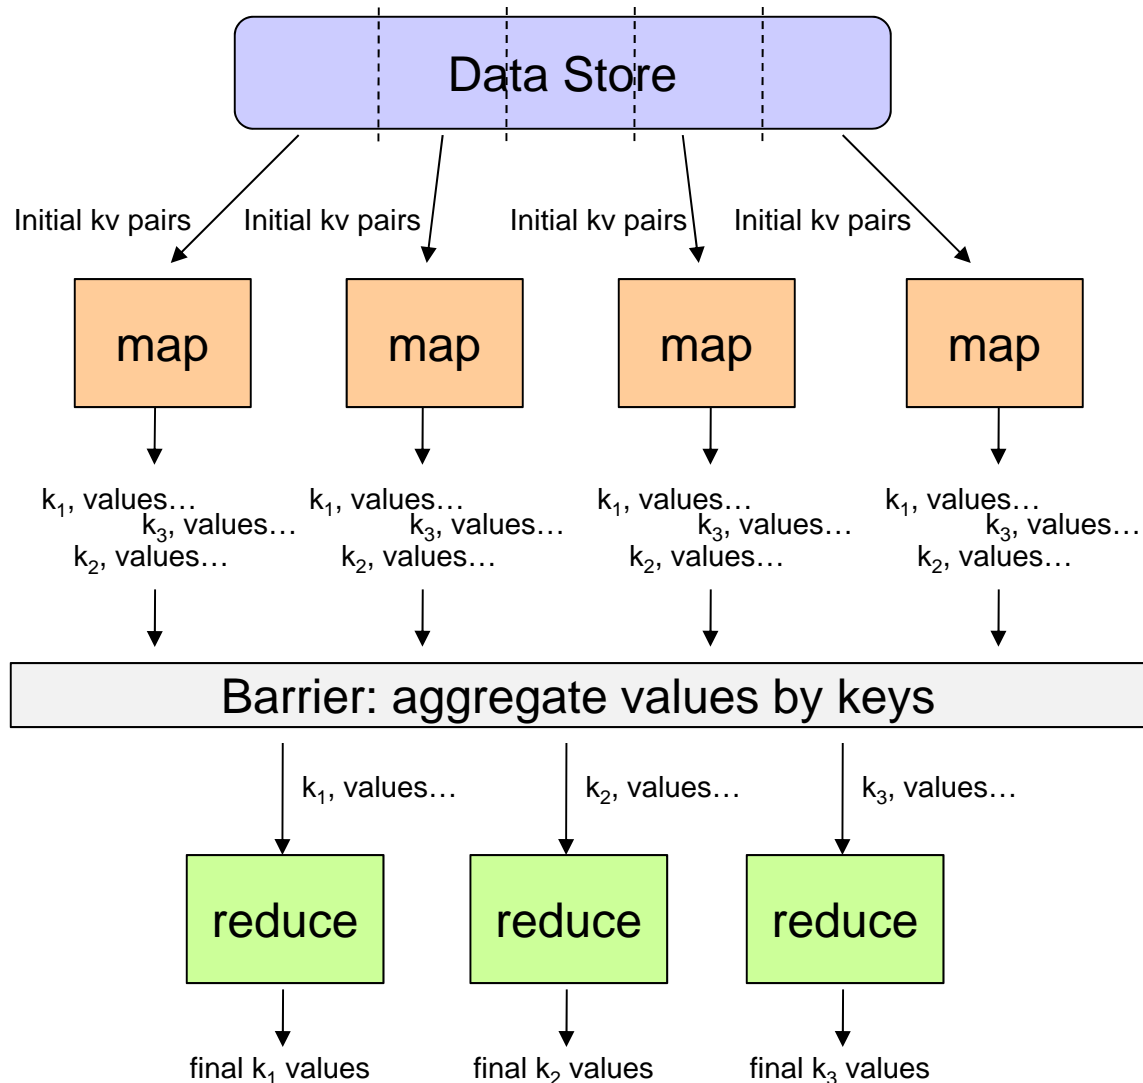 Data Store
Initial kv pairs Initial kv pairs Initial kv pairs Initial kv pairs
map map map map
k₁, values… k₁, values… k₁, values… k₁, values…
k₃, values… k₃, values… k₃, values… k₃, values…
k₂, values… k₂, values… k₂, values… k₂, values…
Barrier: aggregate values by keys
k₁, values… k₂, values… k₃, values…
reduce reduce reduce
final k₁ values final k₂ values final k₃ values